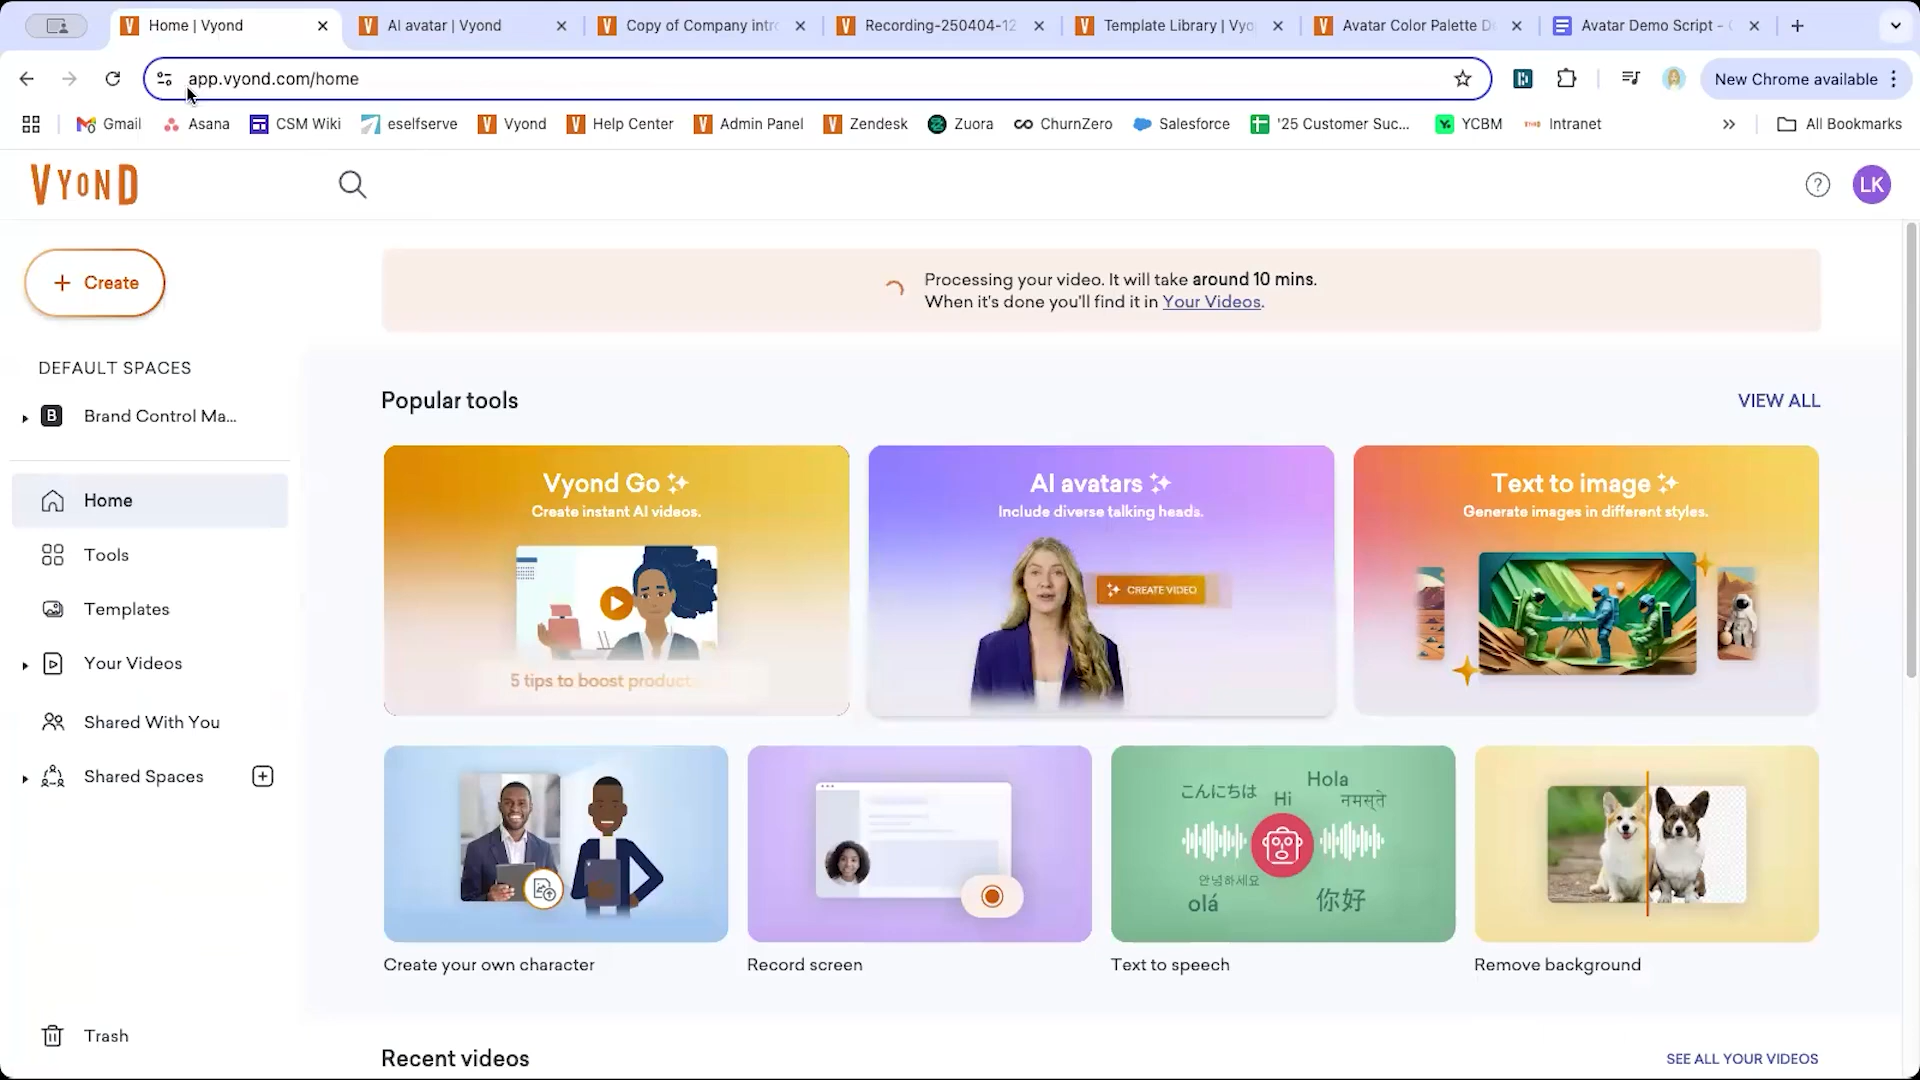 Home | Vyond
AI avatar | Vyond
Copy of Company intr
Recording-250404-12
Template Library | Vyo
Avatar Color Palette D
Avatar Demo Script -
app.vyond.com/home
New Chrome available
Gmail
Asana
CSM Wiki
eselfserve
Vyond
Help Center
Admin Panel
Zendesk
Zuora
ChurnZero
Salesforce
'25 Customer Suc...
YCBM
Intranet
All Bookmarks
VYOND
LK
+ Create
Processing your video. It will take around 10 mins.
When it's done you'll find it in Your Videos.
DEFAULT SPACES
B Brand Control Ma...
Home
Tools
Templates
Your Videos
Shared With You
Shared Spaces
Trash
Popular tools
VIEW ALL
Vyond Go
Create instant AI videos.
5 tips to boost product
AI avatars
Include diverse talking heads.
CREATE VIDEO
Text to image
Generate images in different styles.
Create your own character
Record screen
こんにちは
Hola
Hi
नमस्ते
안녕하세요
olá
你好
Text to speech
Remove background
Recent videos
SEE ALL YOUR VIDEOS